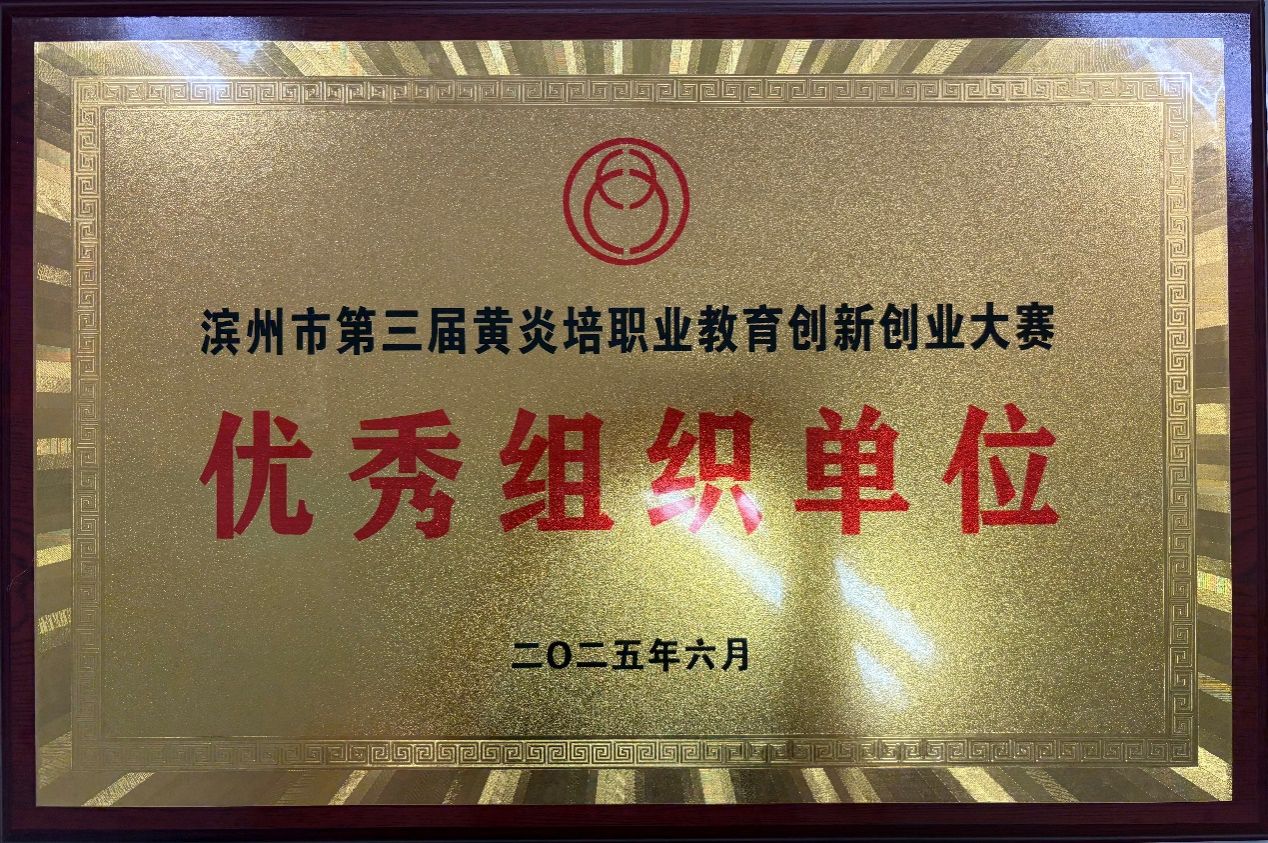 滨州市第三届黄炎培职业教育创新创业大赛
优秀组织单位
二〇二五年六月